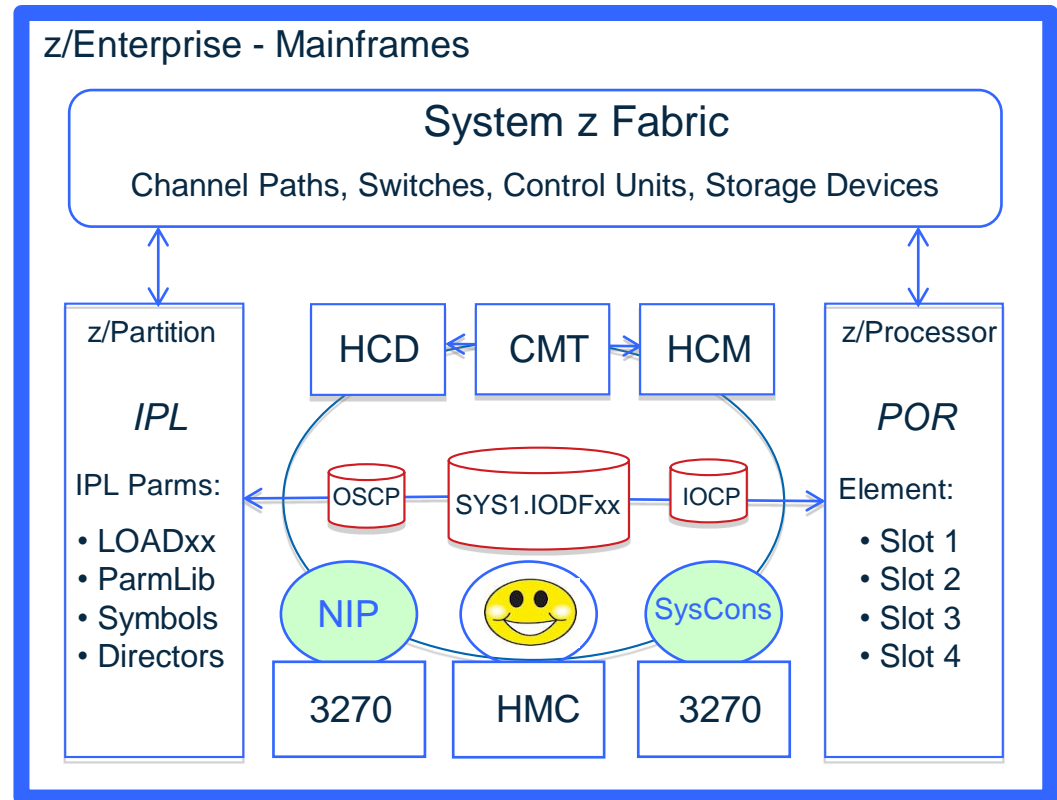 z/Enterprise - Mainframes
System z Fabric
Channel Paths, Switches, Control Units, Storage Devices
z/Partition
IPL
IPL Parms:
• LOADxx
• ParmLib
• Symbols
• Directors
HCD
CMT
HCM
OSCP
SYS1.IODFxx
IOCP
NIP
SysCons
3270
HMC
3270
z/Processor
POR
Element:
• Slot 1
• Slot 2
• Slot 3
• Slot 4